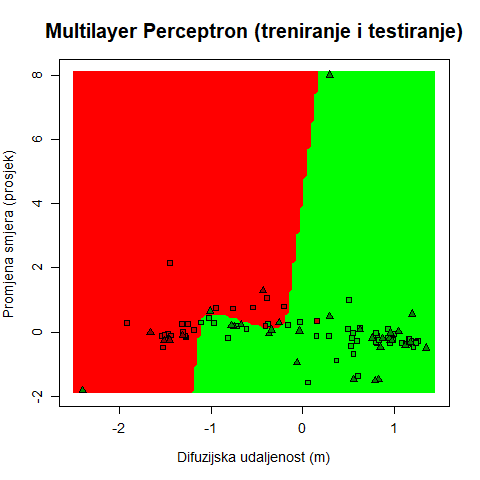 Multilayer Perceptron (treniranje i testiranje)
Promjena smjera (prosjek)
8
6
4
2
0
-2
-2 -1 0 1
Difuzijska udaljenost (m)